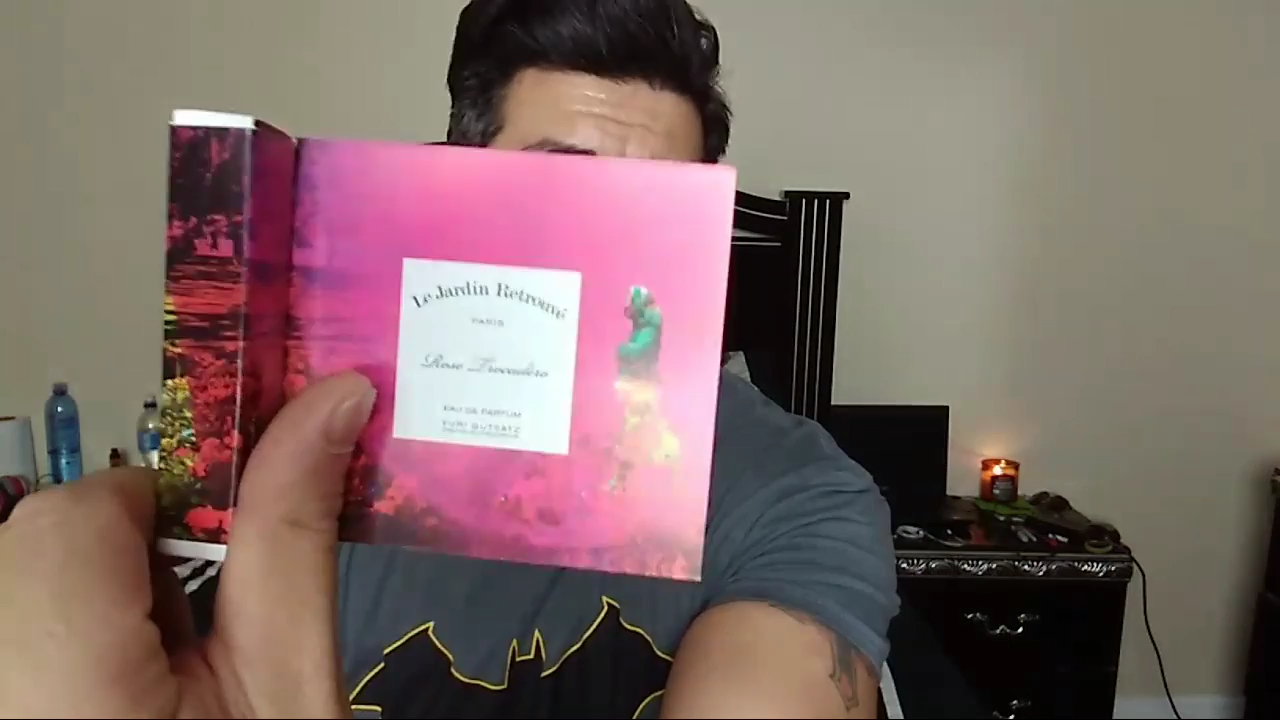 Le Jardin Retrouvé
PARIS
Rose Trocadéro
EAU DE PARFUM
YURI GUTSATZ